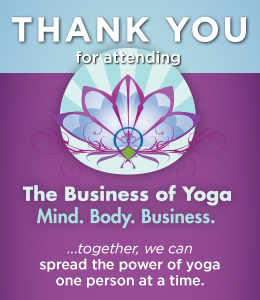 THANK YOU
for attending
The Business of Yoga
Mind. Body. Business.
...together, we can
spread the power of yoga
one person at a time.